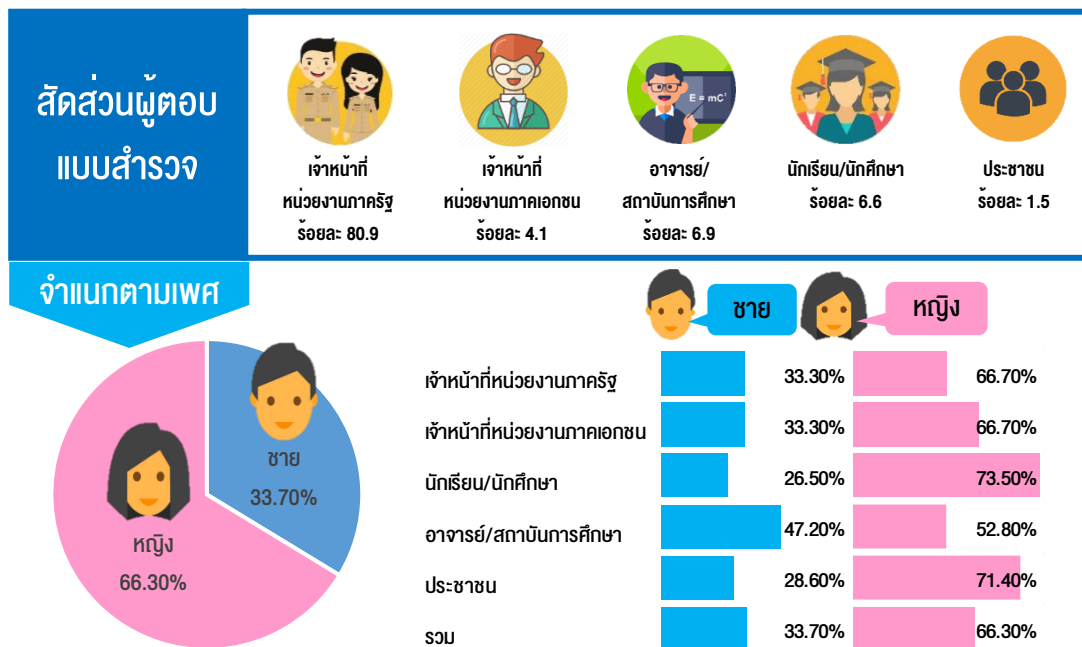 สัดส่วนผู้ตอบ
แบบสำรวจ
E = mC²
เจ้าหน้าที่
หน่วยงานภาครัฐ
ร้อยละ 80.9
เจ้าหน้าที่
หน่วยงานภาคเอกชน
ร้อยละ 4.1
อาจารย์/
สถาบันการศึกษา
ร้อยละ 6.9
นักเรียน/นักศึกษา
ร้อยละ 6.6
ประชาชน
ร้อยละ 1.5
จำแนกตามเพศ
ชาย
33.70%
หญิง
66.30%
ชาย หญิง
เจ้าหน้าที่หน่วยงานภาครัฐ 33.30% 66.70%
เจ้าหน้าที่หน่วยงานภาคเอกชน 33.30% 66.70%
นักเรียน/นักศึกษา 26.50% 73.50%
อาจารย์/สถาบันการศึกษา 47.20% 52.80%
ประชาชน 28.60% 71.40%
รวม 33.70% 66.30%